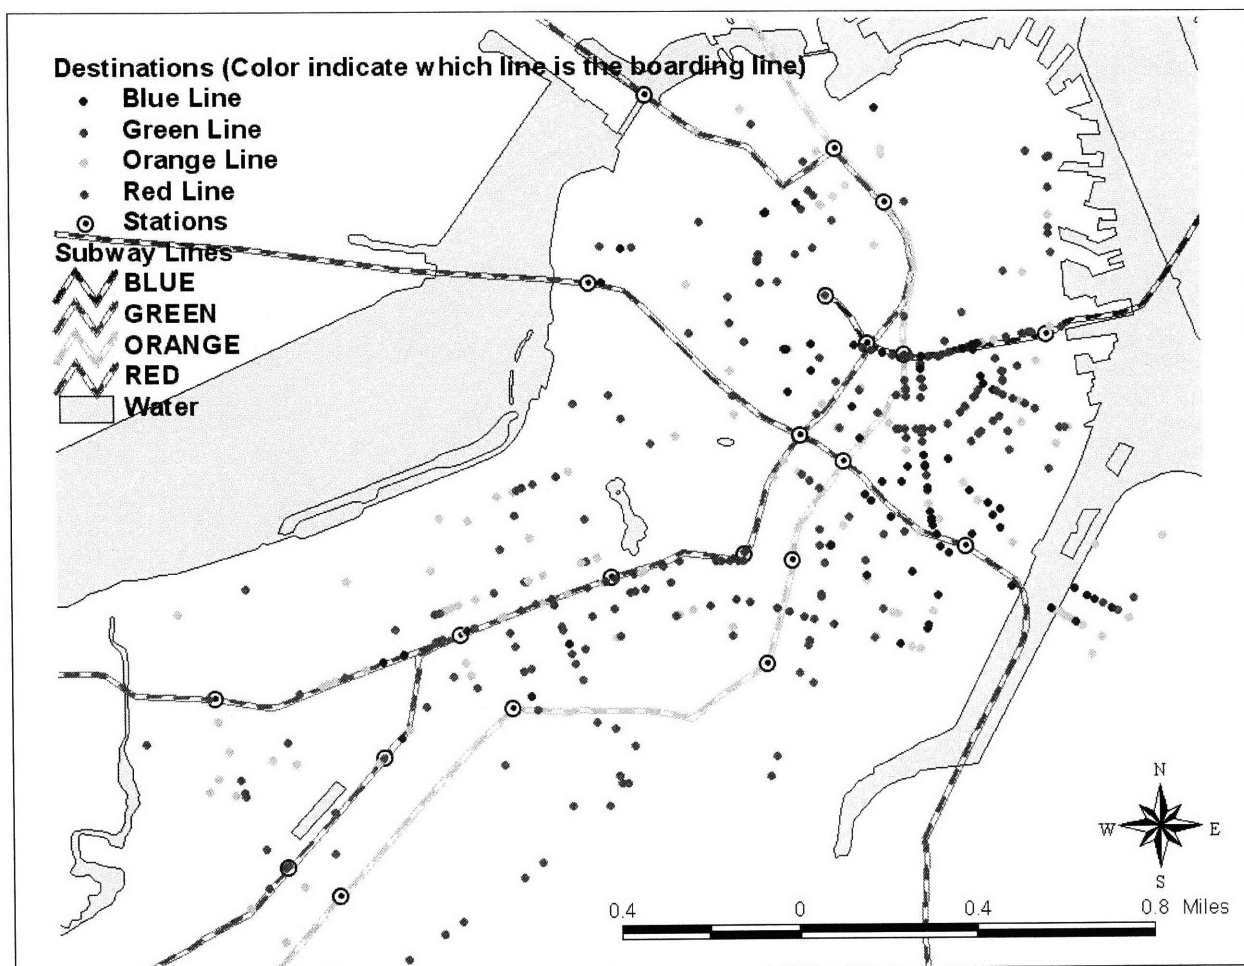 Destinations (Color indicate which line is the boarding line)
Blue Line
Green Line
Orange Line
Red Line
Stations
Subway Lines
BLUE
GREEN
ORANGE
RED
Water
N
W E
S
0.4 0 0.4 0.8 Miles